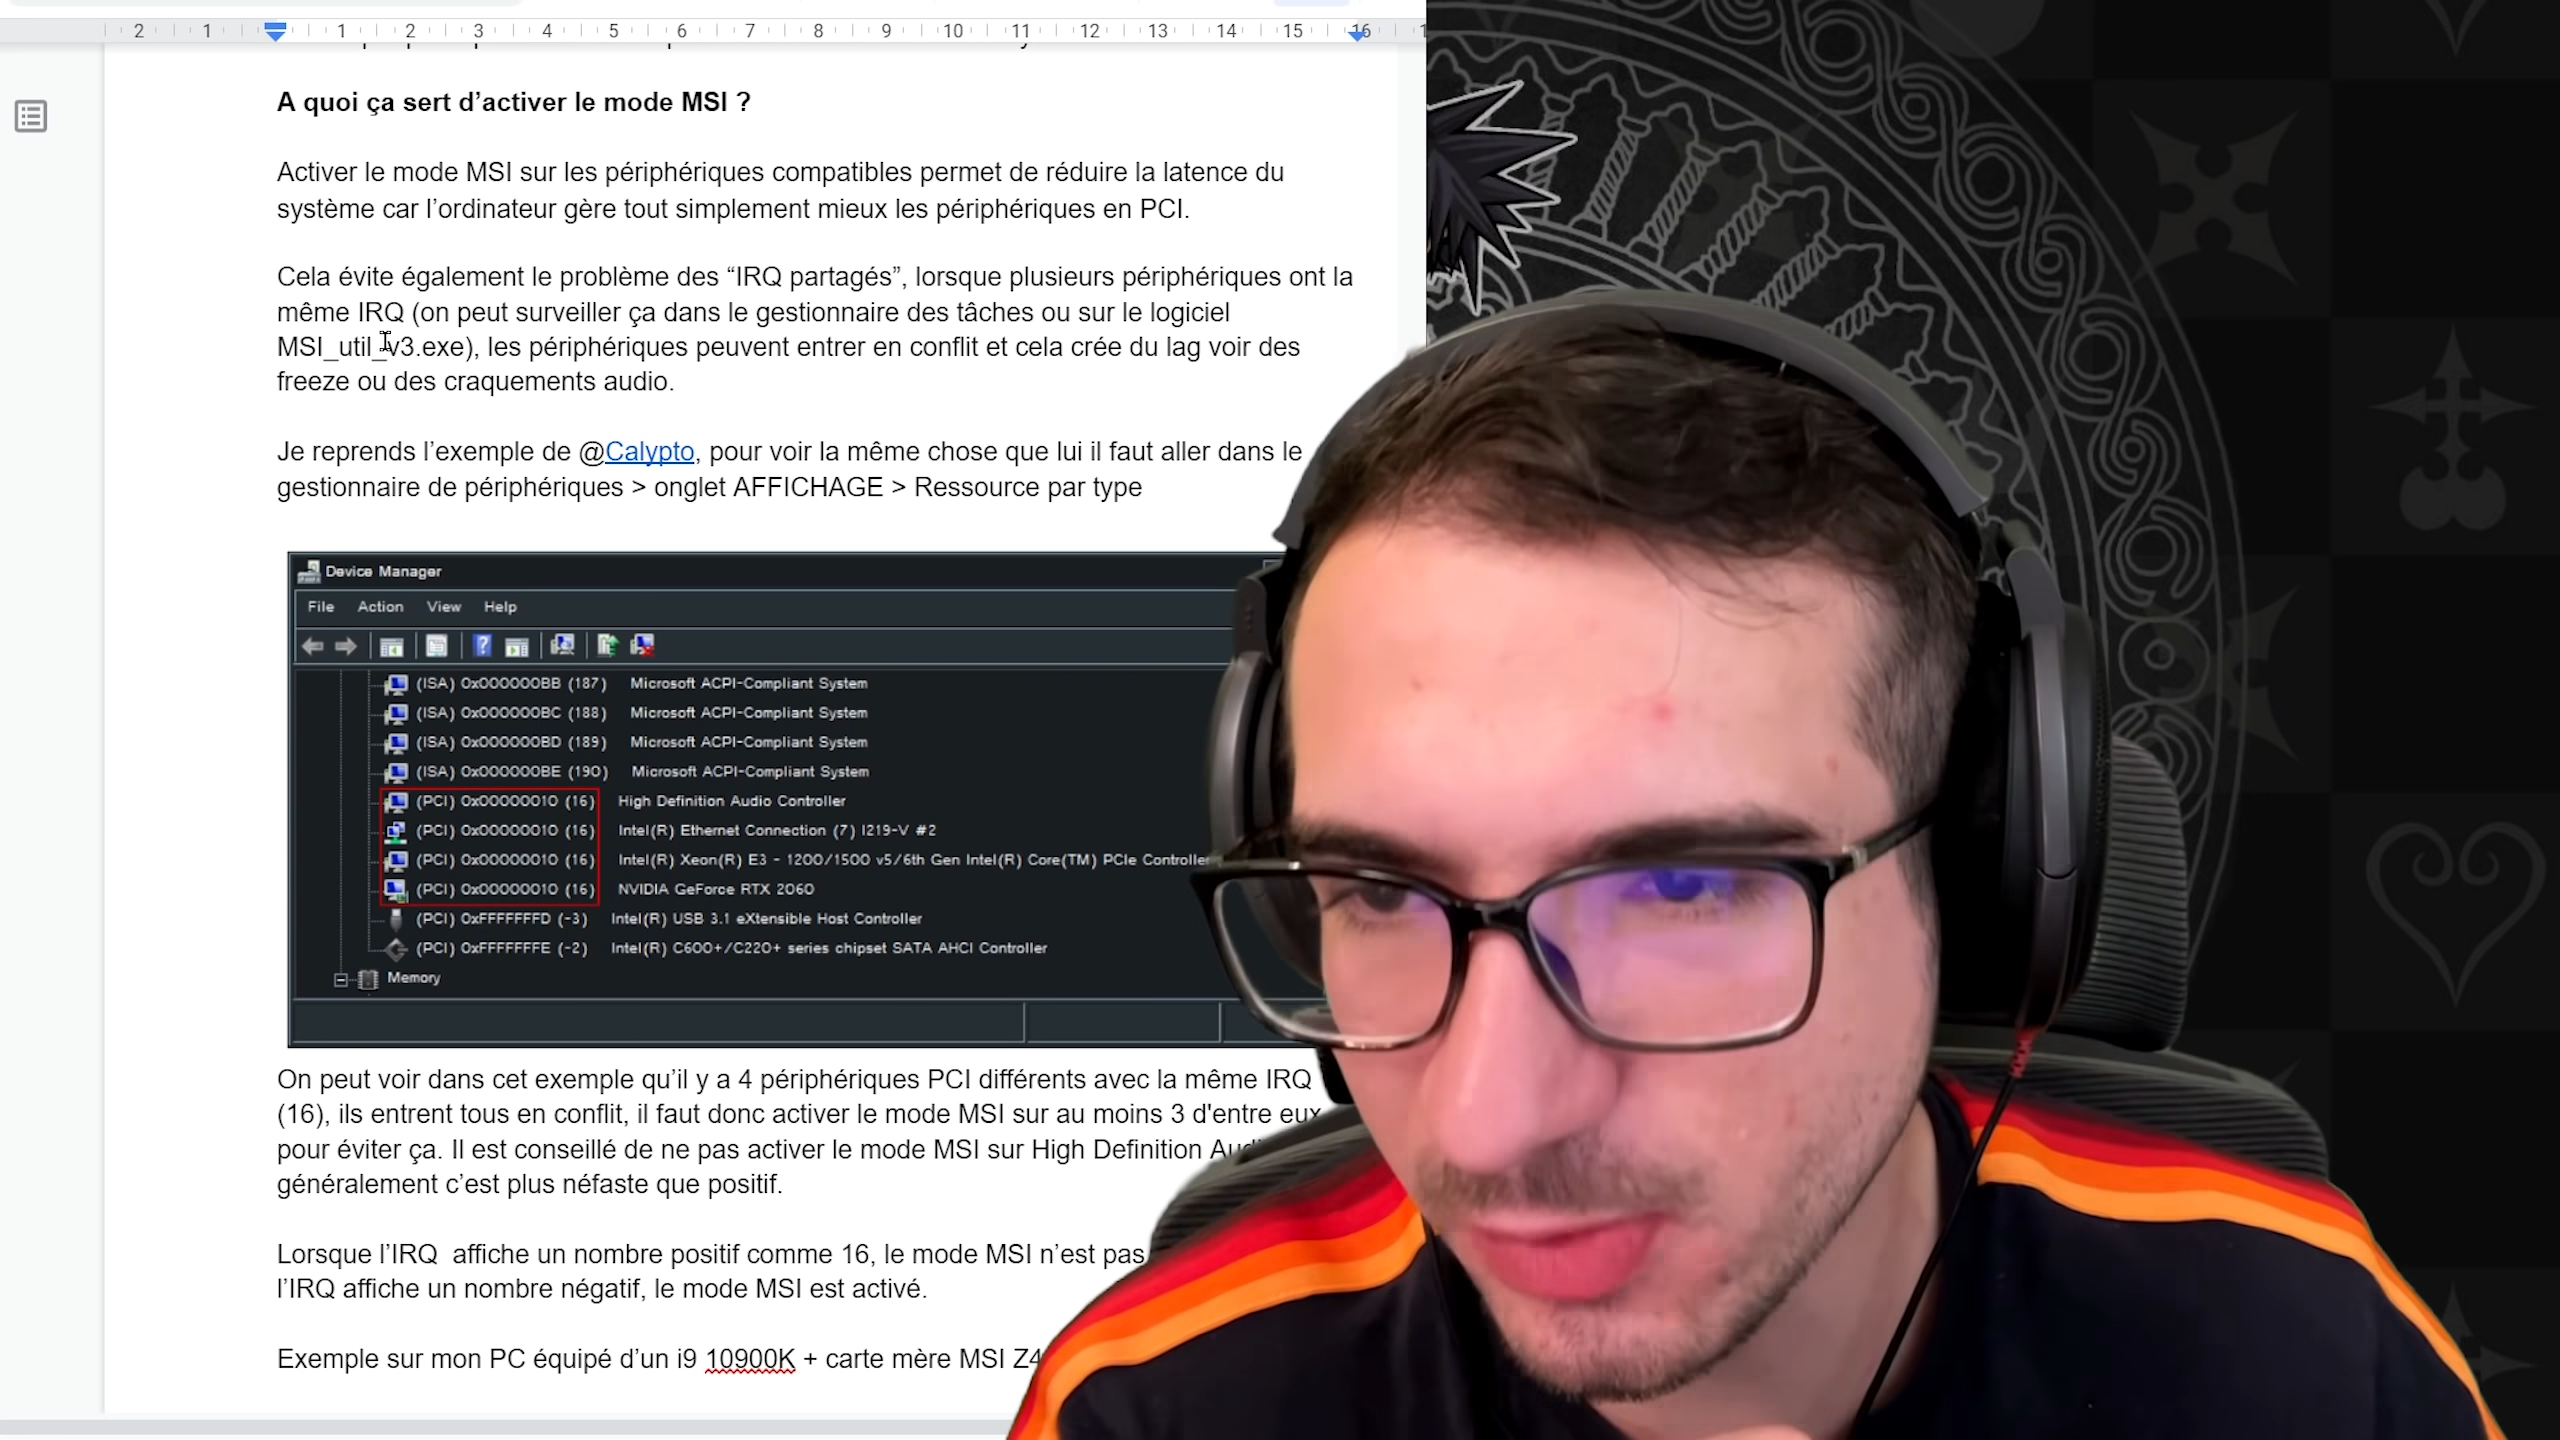 2 1 1 2 3 4 5 6 7 8 9 10 11 12 13 14 15 16
A quoi ça sert d’activer le mode MSI ?
Activer le mode MSI sur les périphériques compatibles permet de réduire la latence du
système car l’ordinateur gère tout simplement mieux les périphériques en PCI.
Cela évite également le problème des “IRQ partagés”, lorsque plusieurs périphériques ont la
même IRQ (on peut surveiller ça dans le gestionnaire des tâches ou sur le logiciel
MSI_util_v3.exe), les périphériques peuvent entrer en conflit et cela crée du lag voir des
freeze ou des craquements audio.
Je reprends l’exemple de @Calypto, pour voir la même chose que lui il faut aller dans le
gestionnaire de périphériques > onglet AFFICHAGE > Ressource par type
Device Manager
File Action View Help
(ISA) 0x000000BB (187) Microsoft ACPI-Compliant System
(ISA) 0x000000BC (188) Microsoft ACPI-Compliant System
(ISA) 0x000000BD (189) Microsoft ACPI-Compliant System
(ISA) 0x000000BE (190) Microsoft ACPI-Compliant System
(PCI) 0x00000010 (16) High Definition Audio Controller
(PCI) 0x00000010 (16) Intel(R) Ethernet Connection (7) I219-V #2
(PCI) 0x00000010 (16) Intel(R) Xeon(R) E3 - 1200/1500 v5/6th Gen Intel(R) Core(TM) PCIe Controller
(PCI) 0x00000010 (16) NVIDIA GeForce RTX 2060
(PCI) 0xFFFFFFFD (-3) Intel(R) USB 3.1 eXtensible Host Controller
(PCI) 0xFFFFFFFE (-2) Intel(R) C600+/C220+ series chipset SATA AHCI Controller
Memory
On peut voir dans cet exemple qu’il y a 4 périphériques PCI différents avec la même IRQ
(16), ils entrent tous en conflit, il faut donc activer le mode MSI sur au moins 3 d'entre eux
pour éviter ça. Il est conseillé de ne pas activer le mode MSI sur High Definition
généralement c’est plus néfaste que positif.
Lorsque l’IRQ affiche un nombre positif comme 16, le mode MSI n’est pas
l’IRQ affiche un nombre négatif, le mode MSI est activé.
Exemple sur mon PC équipé d’un i9 10900K + carte mère MSI